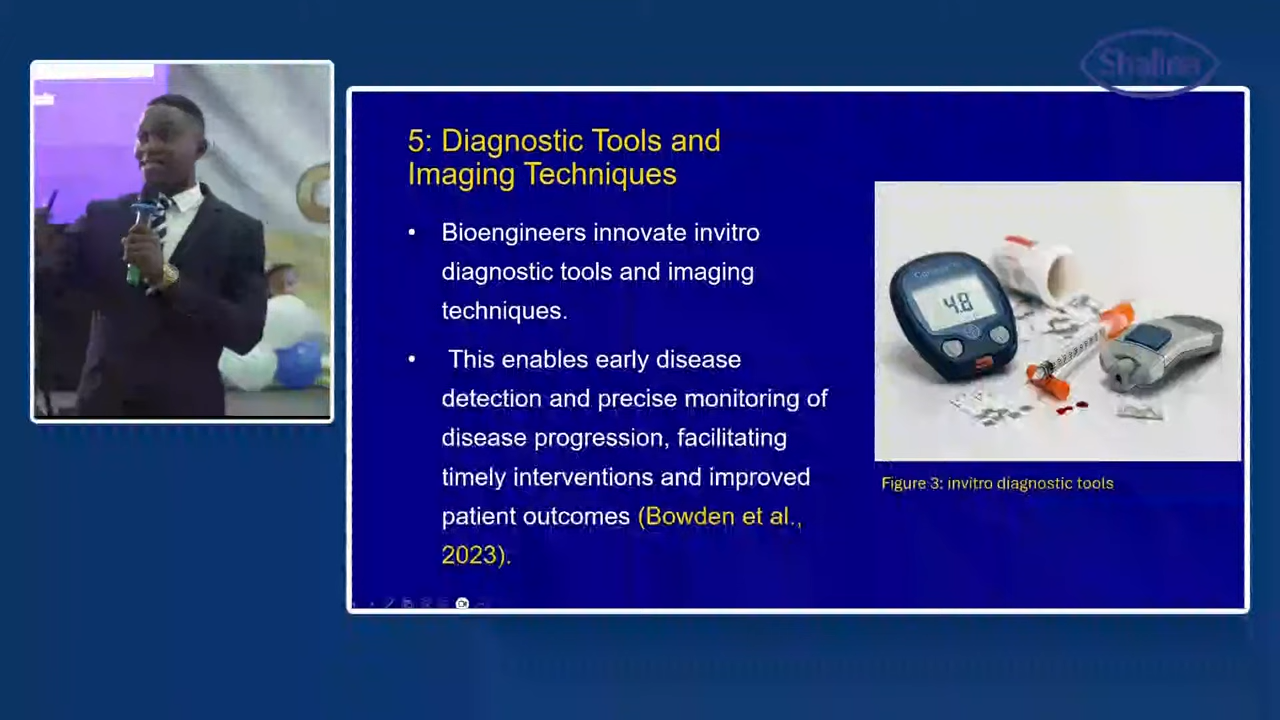 Shalina
5: Diagnostic Tools and
Imaging Techniques
• Bioengineers innovate invitro
diagnostic tools and imaging
techniques.
• This enables early disease
detection and precise monitoring of
disease progression, facilitating
timely interventions and improved
patient outcomes (Bowden et al.,
2023).
4.8
Figure 3: invitro diagnostic tools